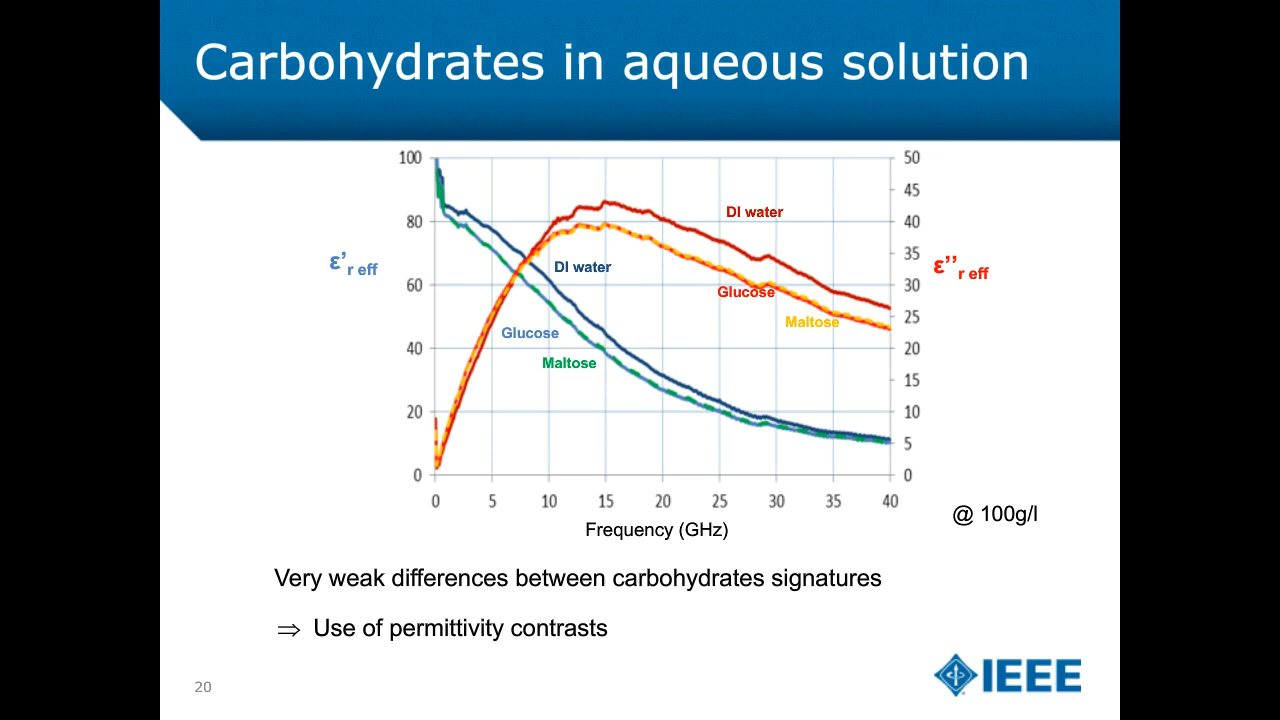 Carbohydrates in aqueous solution
100
80
60
40
20
0
50
45
40
35
30
25
20
15
10
5
0
ε’r eff
ε’’r eff
DI water
DI water
Glucose
Maltose
Glucose
Maltose
0 5 10 15 20 25 30 35 40
Frequency (GHz)
@ 100g/l
Very weak differences between carbohydrates signatures
⇒ Use of permittivity contrasts
20
IEEE